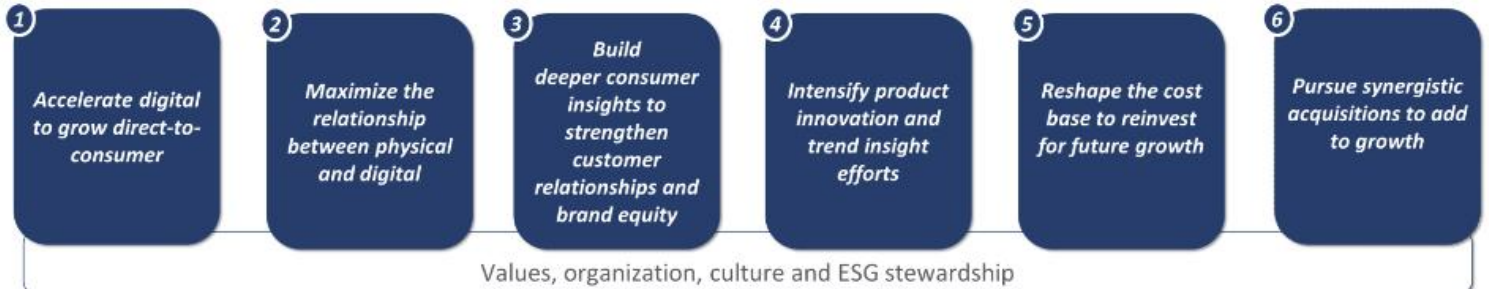 1
Accelerate digital
to grow direct-to-
consumer
2
Maximize the
relationship
between physical
and digital
3
Build
deeper consumer
insights to
strengthen
customer
relationships and
brand equity
4
Intensify product
innovation and
trend insight
efforts
5
Reshape the cost
base to reinvest
for future growth
6
Pursue synergistic
acquisitions to add
to growth
Values, organization, culture and ESG stewardship